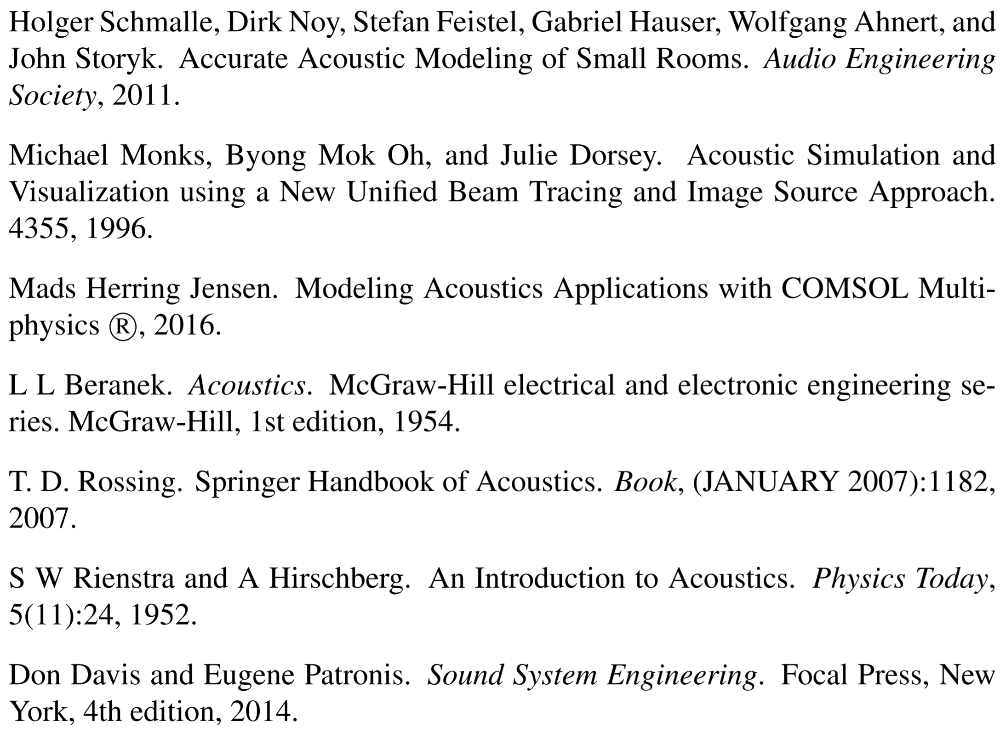 Holger Schmalle, Dirk Noy, Stefan Feistel, Gabriel Hauser, Wolfgang Ahnert, and
John Storyk. Accurate Acoustic Modeling of Small Rooms. Audio Engineering
Society, 2011.
Michael Monks, Byong Mok Oh, and Julie Dorsey. Acoustic Simulation and
Visualization using a New Unified Beam Tracing and Image Source Approach.
4355, 1996.
Mads Herring Jensen. Modeling Acoustics Applications with COMSOL Multi-
physics ®, 2016.
L L Beranek. Acoustics. McGraw-Hill electrical and electronic engineering se-
ries. McGraw-Hill, 1st edition, 1954.
T. D. Rossing. Springer Handbook of Acoustics. Book, (JANUARY 2007):1182,
2007.
S W Rienstra and A Hirschberg. An Introduction to Acoustics. Physics Today,
5(11):24, 1952.
Don Davis and Eugene Patronis. Sound System Engineering. Focal Press, New
York, 4th edition, 2014.